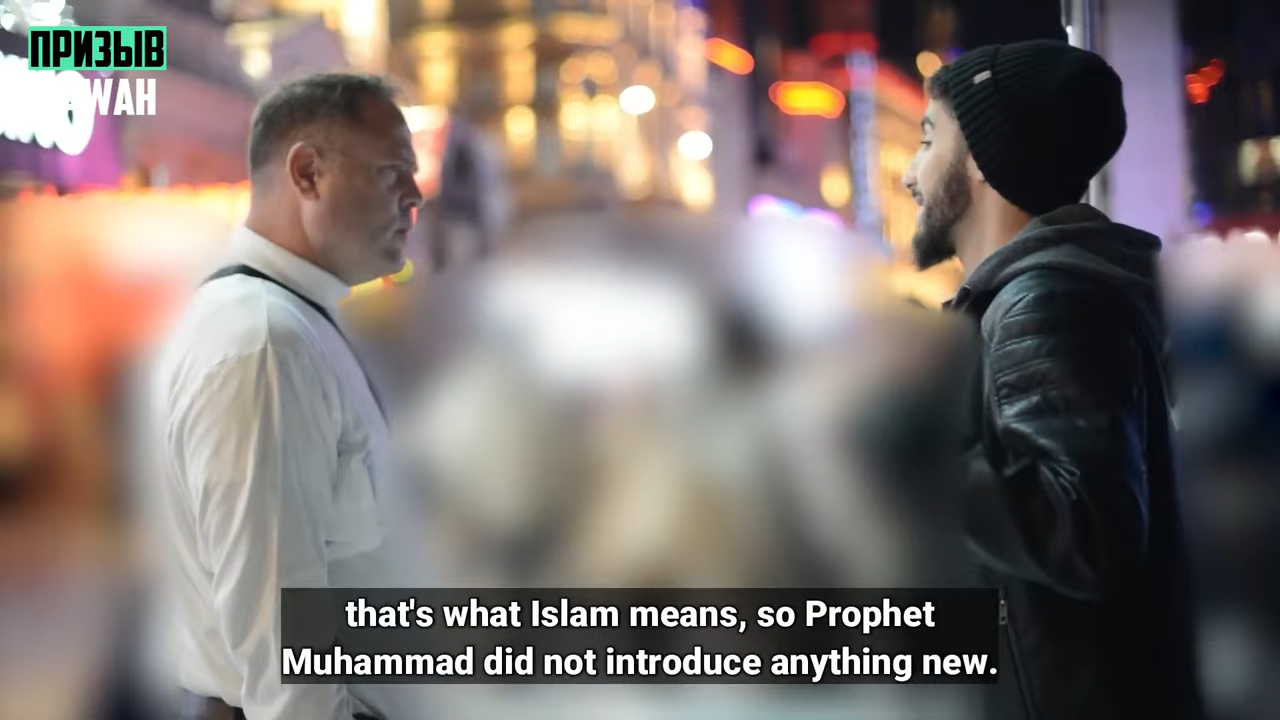 ПРИЗЫВ
WAH
that's what Islam means, so Prophet
Muhammad did not introduce anything new.